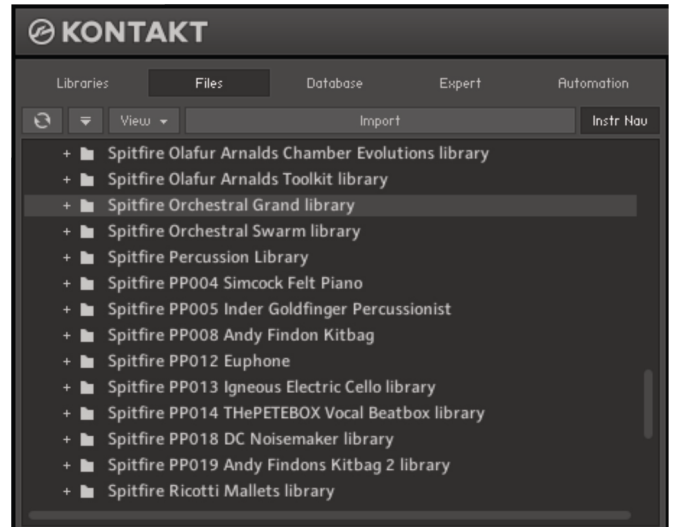 KONTAKT
Libraries Files Database Expert Automation
View Import Instr Nav
+ Spitfire Olafur Arnalds Chamber Evolutions library
+ Spitfire Olafur Arnalds Toolkit library
+ Spitfire Orchestral Grand library
+ Spitfire Orchestral Swarm library
+ Spitfire Percussion Library
+ Spitfire PP004 Simcock Felt Piano
+ Spitfire PP005 Inder Goldfinger Percussionist
+ Spitfire PP008 Andy Findon Kitbag
+ Spitfire PP012 Euphone
+ Spitfire PP013 Igneous Electric Cello library
+ Spitfire PP014 THePETEBOX Vocal Beatbox library
+ Spitfire PP018 DC Noisemaker library
+ Spitfire PP019 Andy Findons Kitbag 2 library
+ Spitfire Ricotti Mallets library